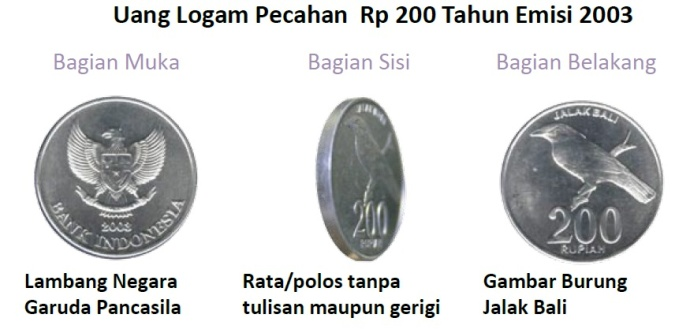 Uang Logam Pecahan Rp 200 Tahun Emisi 2003
Bagian Muka
Bagian Sisi
Bagian Belakang
2003
BANK INDONESIA
200
RUPIAH
JALAK BALI
200
RUPIAH
Lambang Negara
Garuda Pancasila
Rata/polos tanpa
tulisan maupun gerigi
Gambar Burung
Jalak Bali